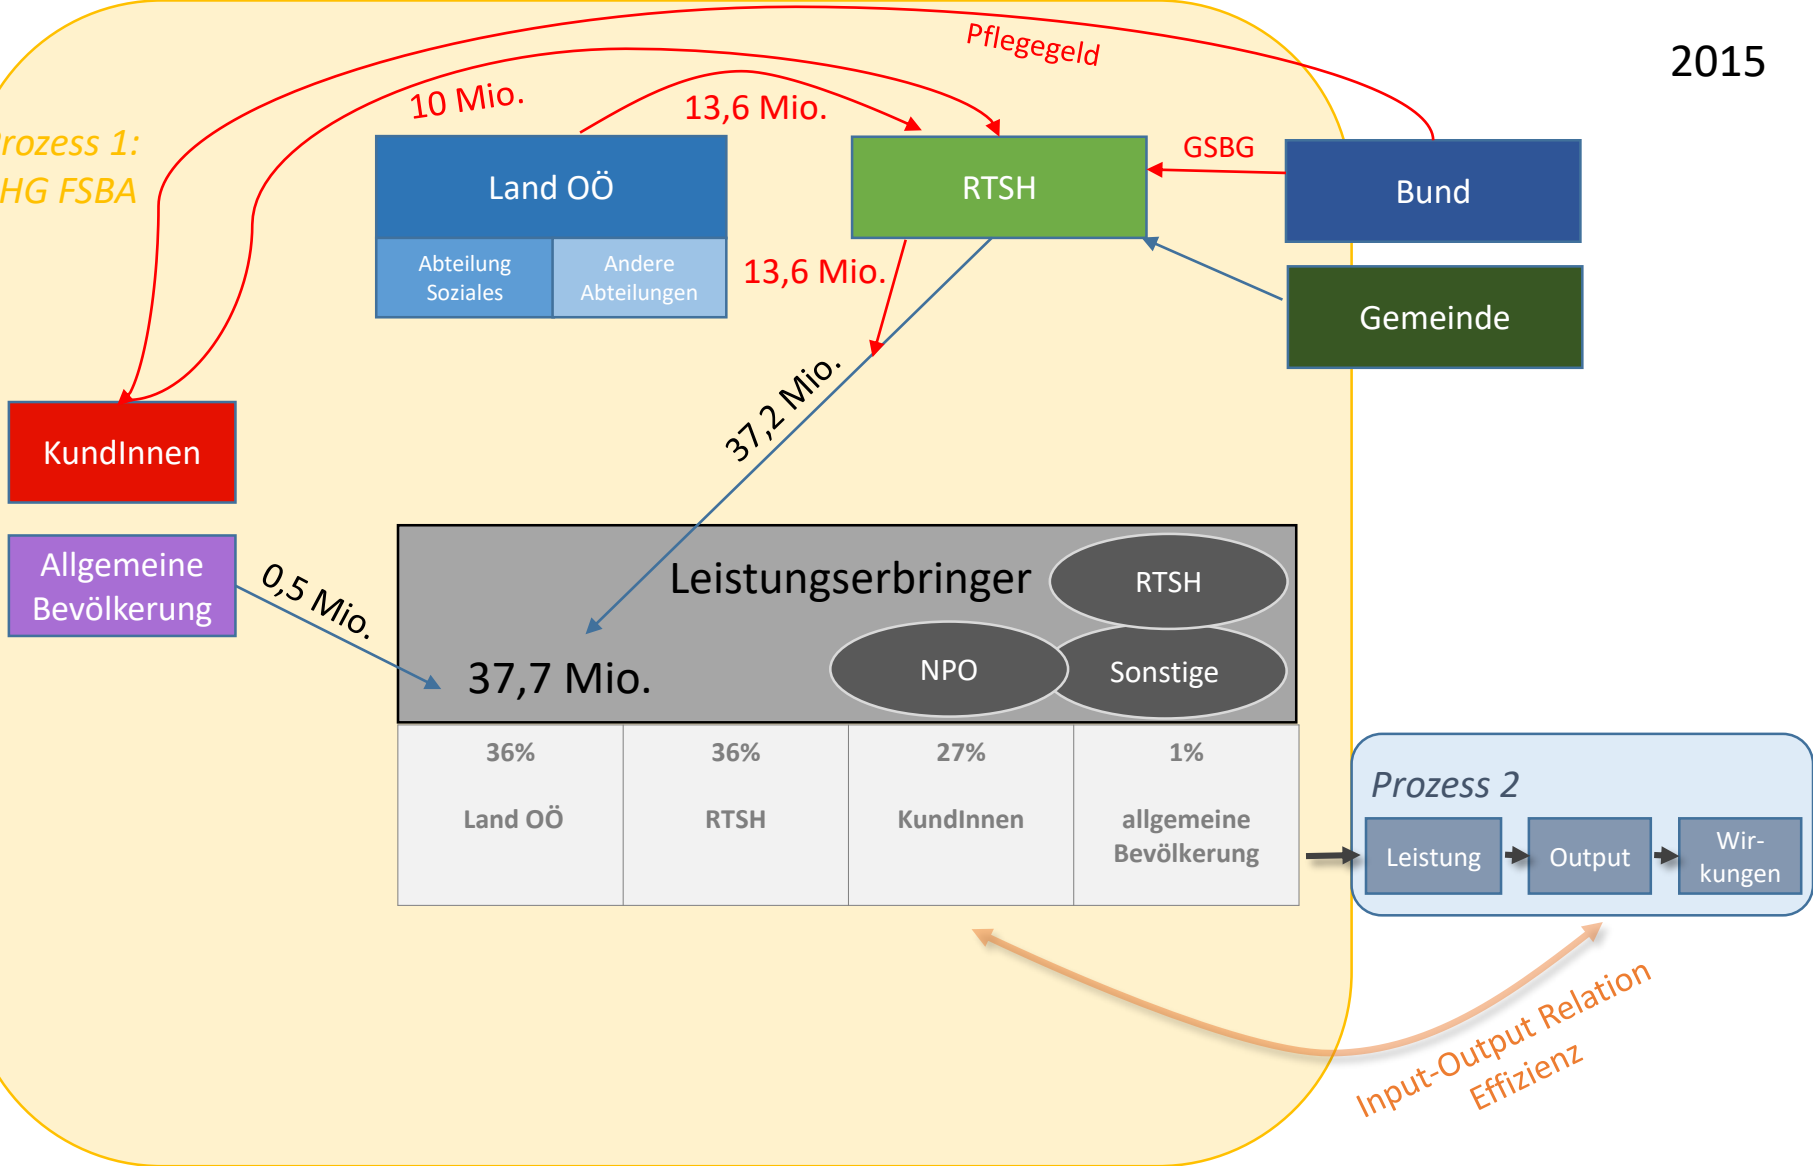 Pflegegeld
2015
10 Mio.
13,6 Mio.
rozess 1:
HG FSBA
GSBG
Land OÖ
RTSH
Bund
Abteilung
Soziales
Andere
Abteilungen
13,6 Mio.
Gemeinde
37,2 Mio.
KundInnen
Allgemeine
Bevölkerung
0,5 Mio.
Leistungserbringer
RTSH
NPO
Sonstige
37,7 Mio.
36%
36%
27%
1%
Land OÖ
RTSH
KundInnen
allgemeine
Bevölkerung
Prozess 2
Leistung
Output
Wir-
kungen
Input-Output Relation
Effizienz